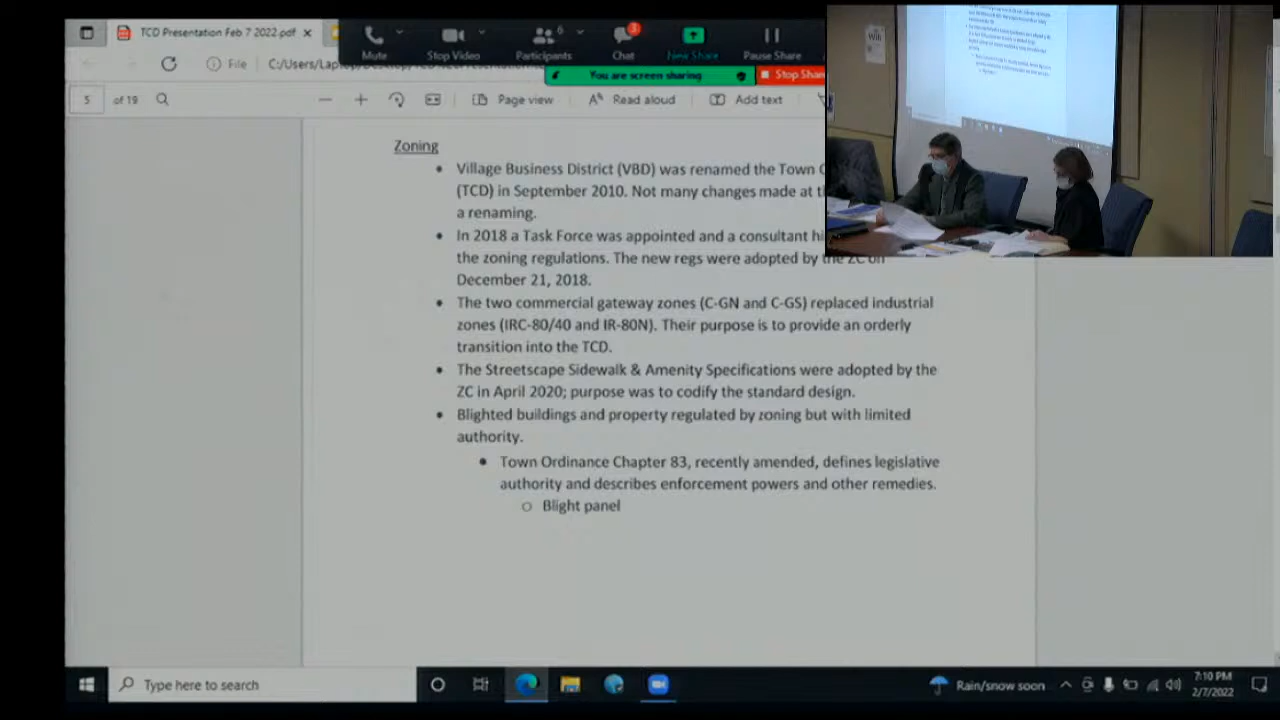 TCD Presentation Feb 7 2022.pdf
6
3
Mute
Stop Video
Participants
Chat
New Share
Pause Share
File
You are screen sharing
Stop Shar
5 of 19
Page view
Read aloud
Add text
Zoning
• Village Business District (VBD) was renamed the Town
(TCD) in September 2010. Not many changes made at
a renaming.
• In 2018 a Task Force was appointed and a consultant
the zoning regulations. The new regs were adopted by the ZC on
December 21, 2018.
• The two commercial gateway zones (C-GN and C-GS) replaced industrial
zones (IRC-80/40 and IR-80N). Their purpose is to provide an orderly
transition into the TCD.
• The Streetscape Sidewalk & Amenity Specifications were adopted by the
ZC in April 2020; purpose was to codify the standard design.
• Blighted buildings and property regulated by zoning but with limited
authority.
• Town Ordinance Chapter 83, recently amended, defines legislative
authority and describes enforcement powers and other remedies.
o Blight panel
Type here to search
Rain/snow soon
7:10 PM
2/7/2022